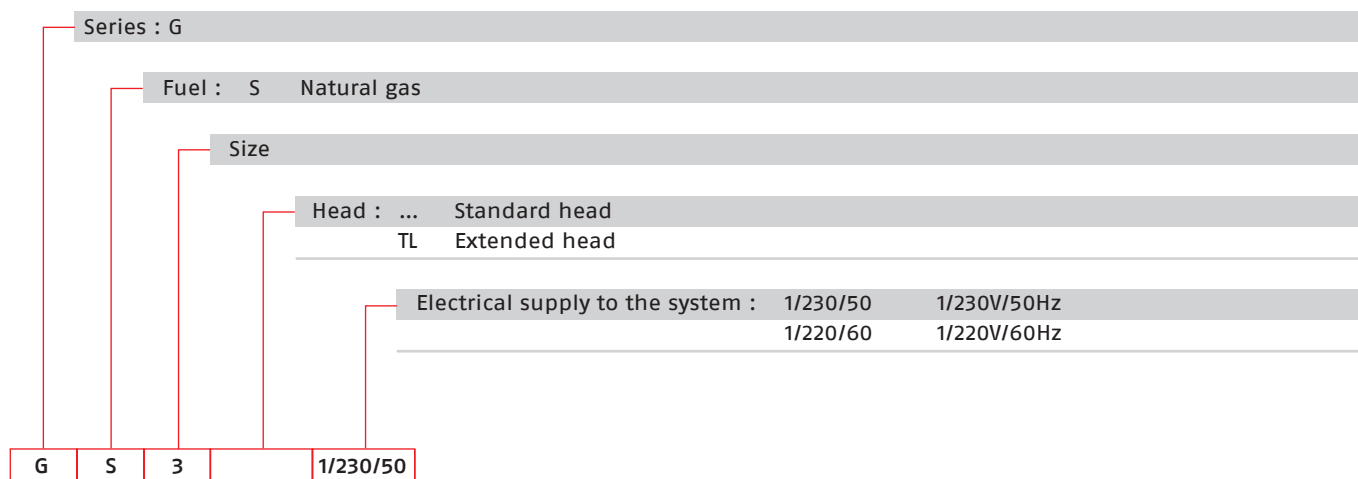 Series : G
Fuel : S Natural gas
Size
Head : ... Standard head
TL Extended head
Electrical supply to the system : 1/230/50 1/230V/50Hz
1/220/60 1/220V/60Hz
G S 3 1/230/50